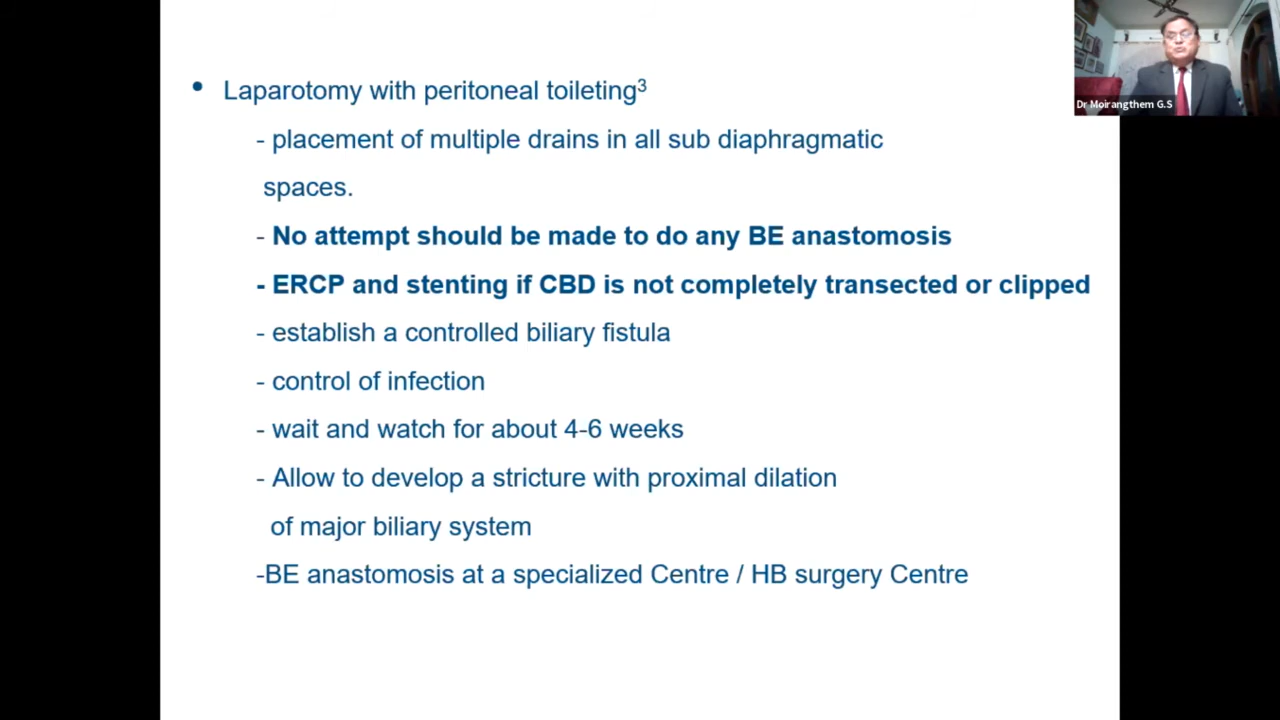 • Laparotomy with peritoneal toileting³
- placement of multiple drains in all sub diaphragmatic
spaces.
- No attempt should be made to do any BE anastomosis
- ERCP and stenting if CBD is not completely transected or clipped
- establish a controlled biliary fistula
- control of infection
- wait and watch for about 4-6 weeks
- Allow to develop a stricture with proximal dilation
of major biliary system
-BE anastomosis at a specialized Centre / HB surgery Centre
Dr Moirangthem G.S